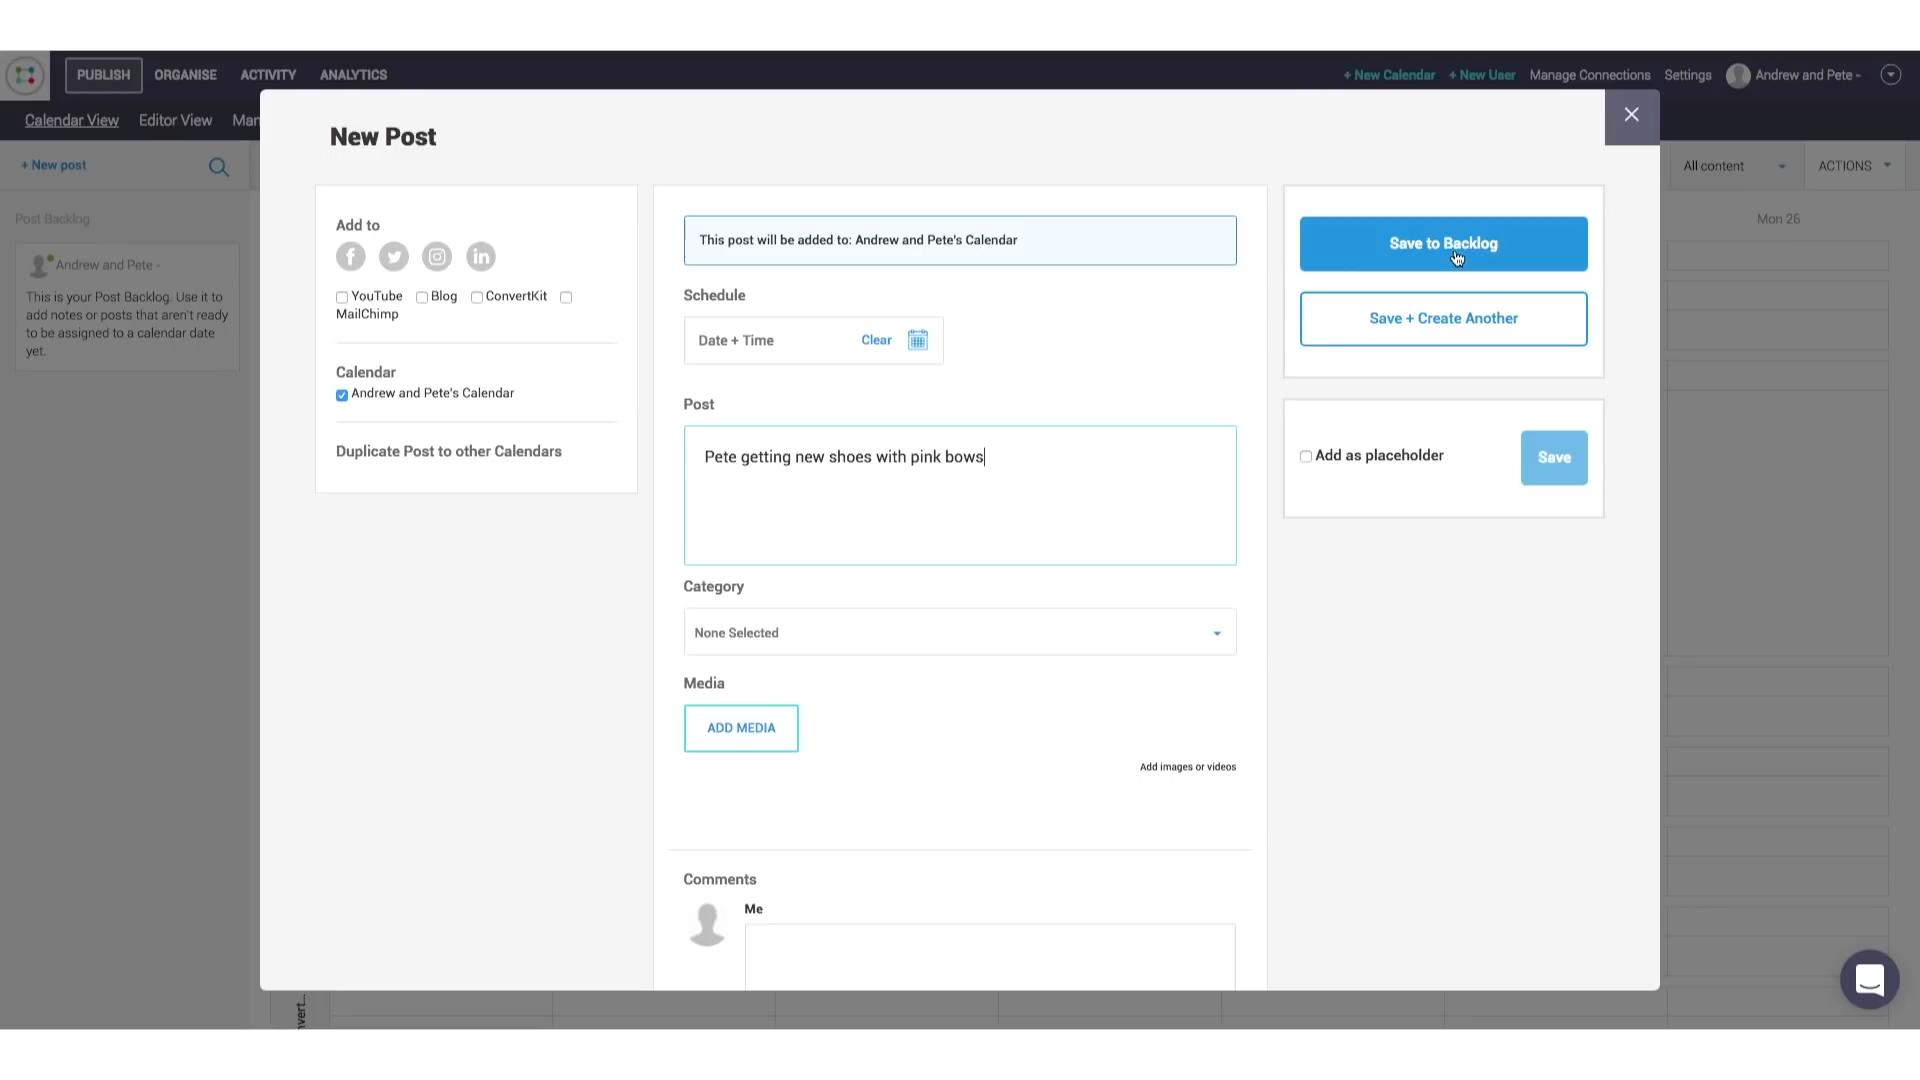 PUBLISH ORGANISE ACTIVITY ANALYTICS
+ New Calendar + New User Manage Connections Settings Andrew and Pete -
Calendar View Editor View Man
+ New post
All content ACTIONS
Post Backlog
Mon 26
Andrew and Pete -
This is your Post Backlog. Use it to
add notes or posts that aren't ready
to be assigned to a calendar date
yet.
New Post
Add to
YouTube Blog ConvertKit
MailChimp
Calendar
Andrew and Pete's Calendar
Duplicate Post to other Calendars
This post will be added to: Andrew and Pete's Calendar
Schedule
Date + Time Clear
Post
Pete getting new shoes with pink bows
Category
None Selected
Media
ADD MEDIA
Add images or videos
Comments
Me
Save to Backlog
Save + Create Another
Add as placeholder Save
nvert...